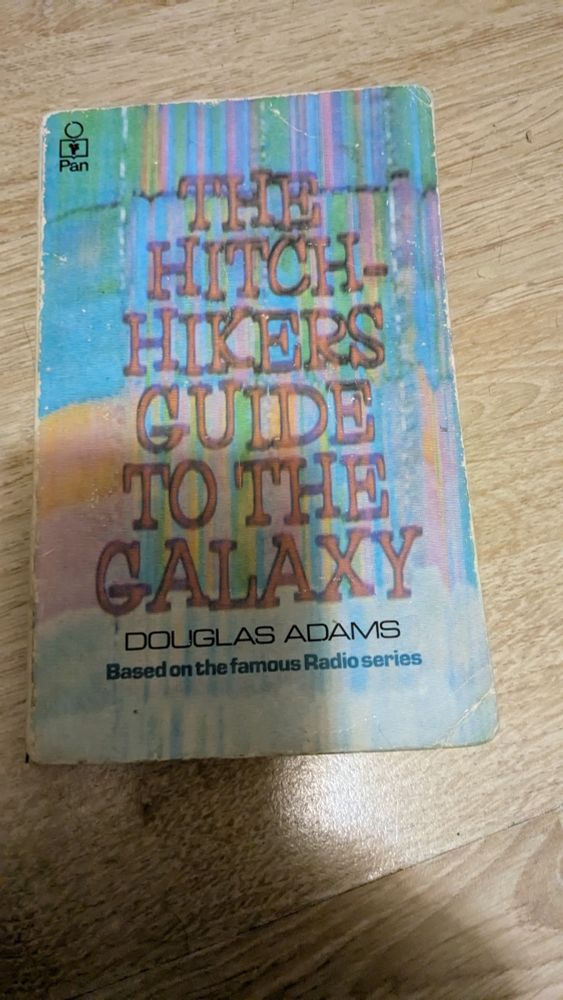 Pan
THE
HITCH-
HIKERS
GUIDE
TO THE
GALAXY
DOUGLAS ADAMS
Based on the famous Radio series